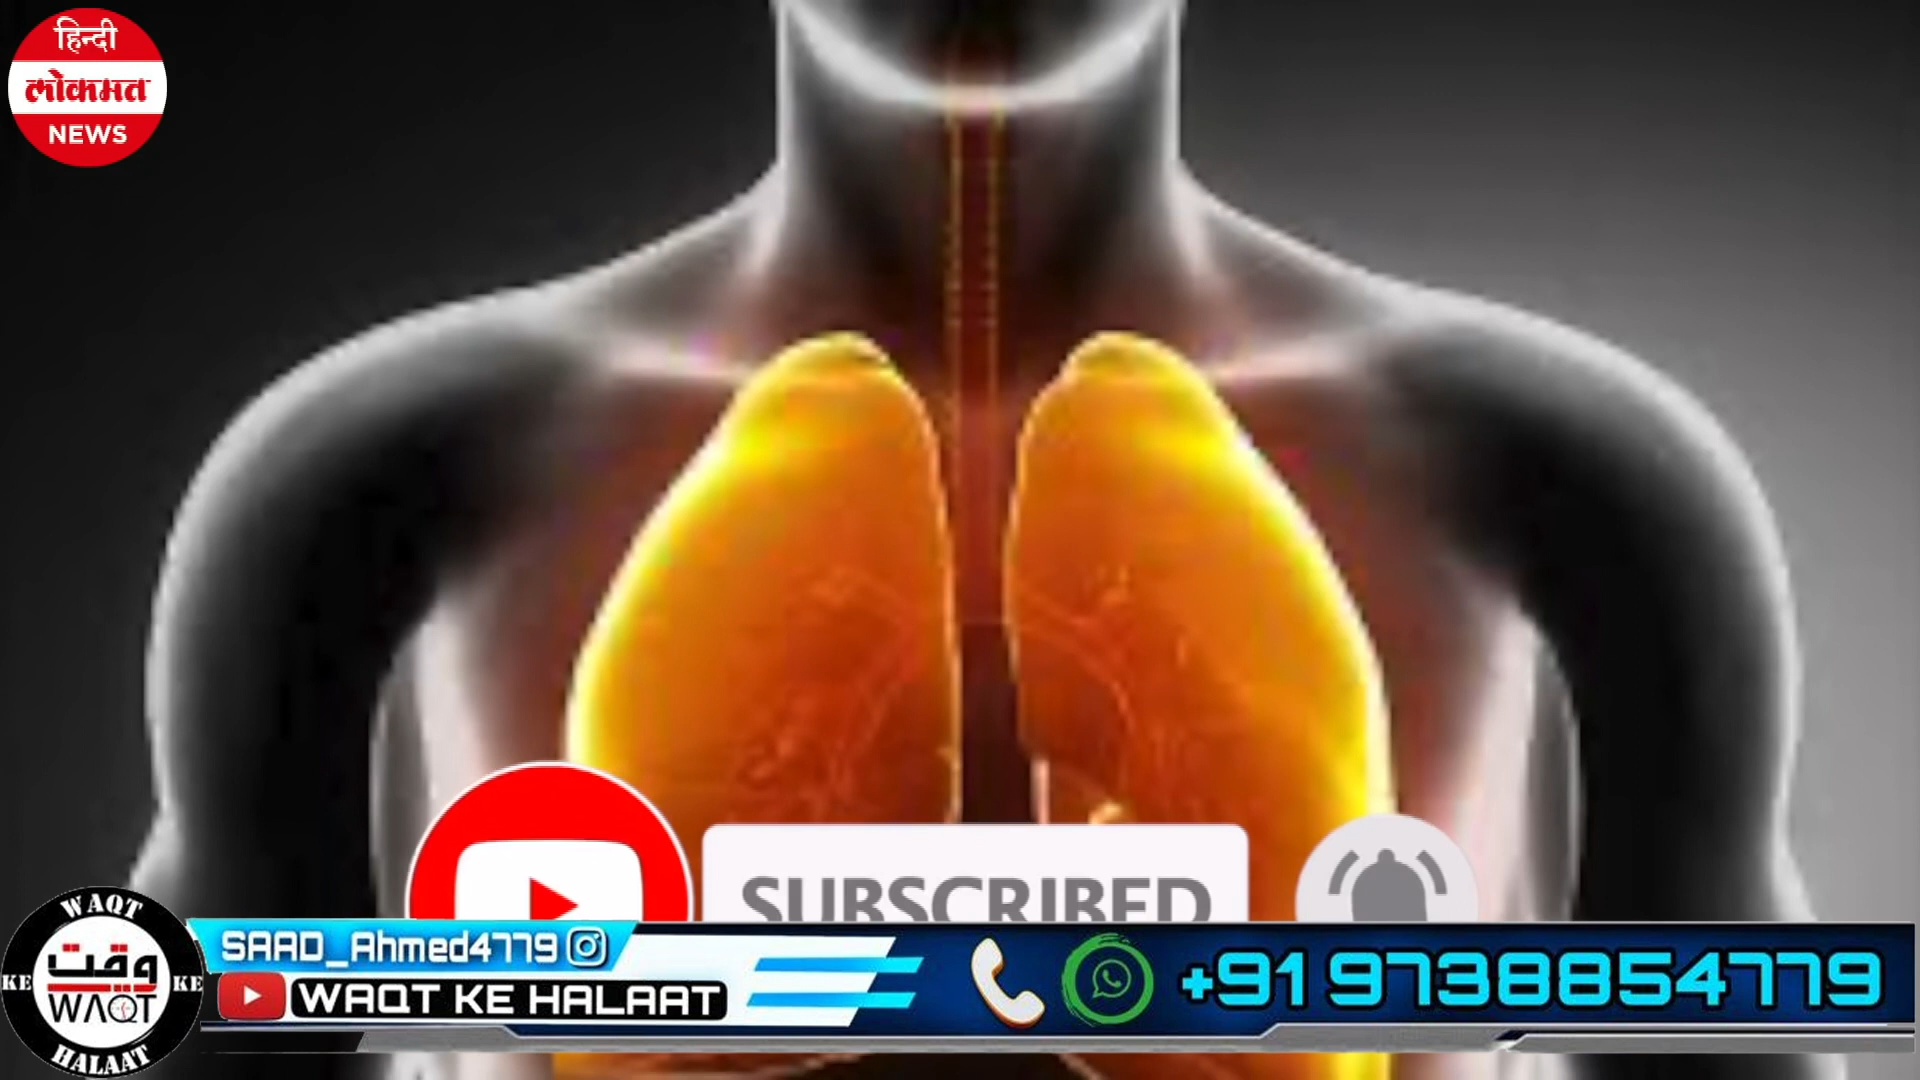 हिन्दी
लोकमत
NEWS
SUBSCRIBED
WAQT
KE
وقت
KE
WAQT
HALAAT
SAAD_Ahmed4779
WAQT KE HALAAT
+91 9738854779